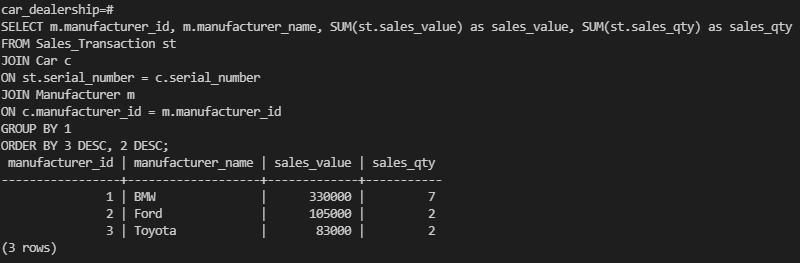 car_dealership=#
SELECT m.manufacturer_id, m.manufacturer_name, SUM(st.sales_value) as sales_value, SUM(st.sales_qty) as sales_qty
FROM Sales_Transaction st
JOIN Car c
ON st.serial_number = c.serial_number
JOIN Manufacturer m
ON c.manufacturer_id = m.manufacturer_id
GROUP BY 1
ORDER BY 3 DESC, 2 DESC;
 manufacturer_id | manufacturer_name | sales_value | sales_qty
-----------------+-------------------+-------------+-----------
               1 | BMW               |      330000 |         7
               2 | Ford              |      105000 |         2
               3 | Toyota            |       83000 |         2
(3 rows)